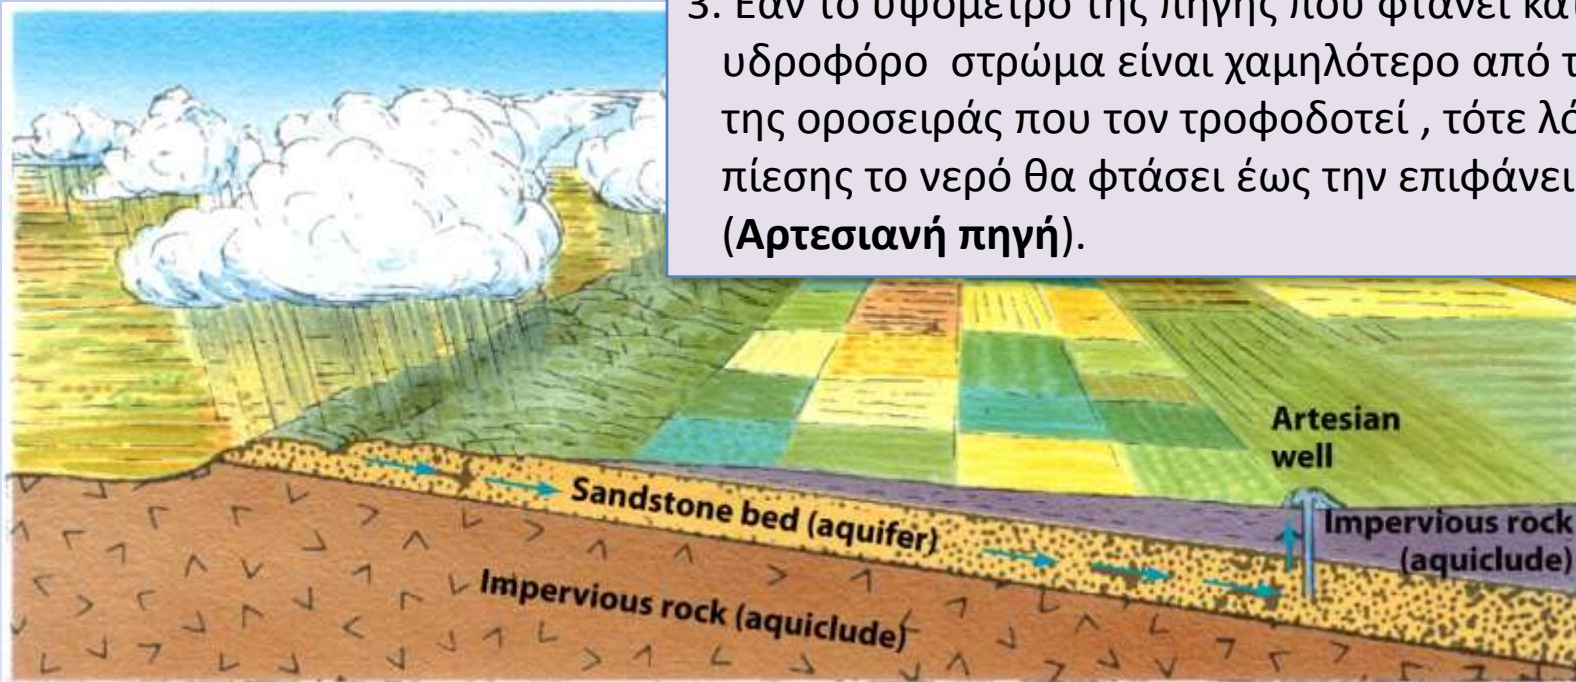 3. Εάν το υψόμετρο της πηγής που φτάνει
υδροφόρο στρώμα είναι χαμηλότερο από
της οροσειράς που τον τροφοδοτεί , τότε
πίεσης το νερό θα φτάσει έως την
(Αρτεσιανή πηγή).
Artesian
well
Sandstone bed (aquifer)
Impervious rock
(aquiclude)
Impervious rock (aquiclude)